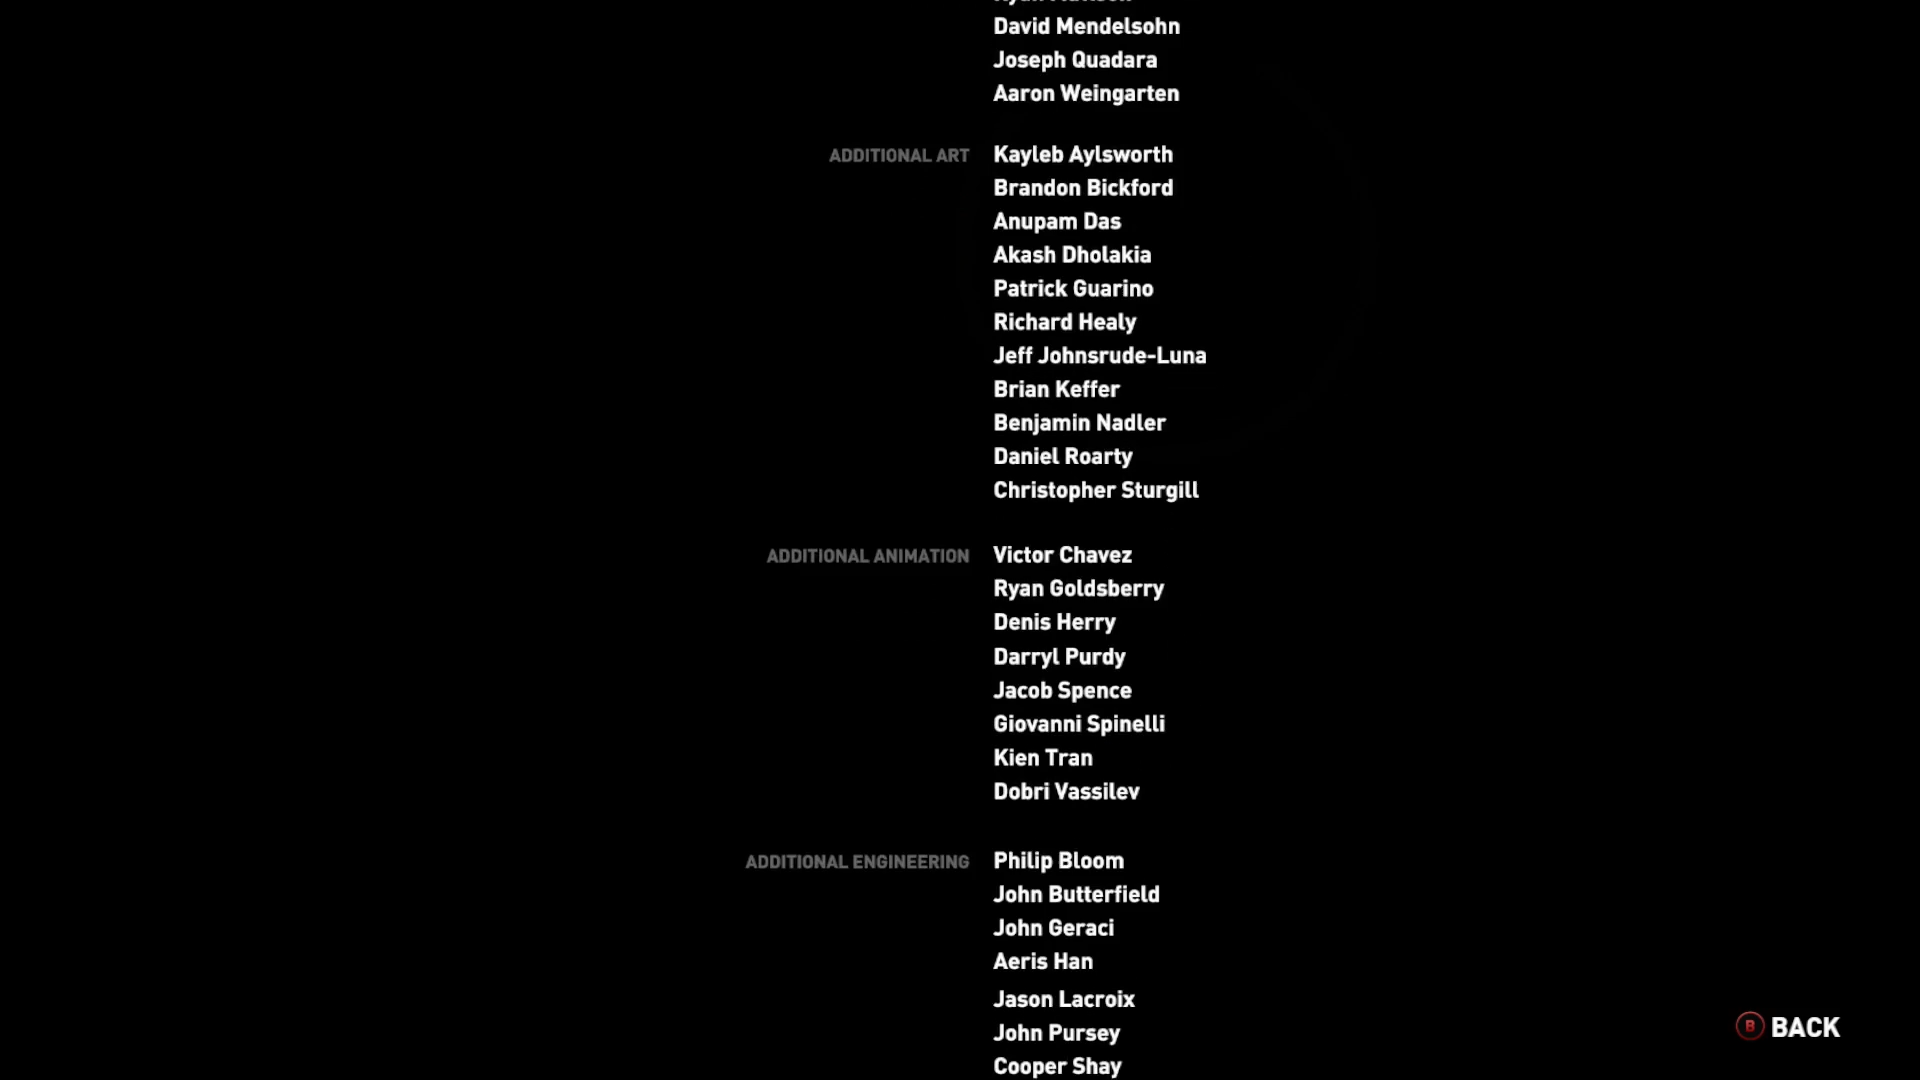 David Mendelsohn
Joseph Quadara
Aaron Weingarten
ADDITIONAL ART Kayleb Aylsworth
Brandon Bickford
Anupam Das
Akash Dholakia
Patrick Guarino
Richard Healy
Jeff Johnsrude-Luna
Brian Keffer
Benjamin Nadler
Daniel Roarty
Christopher Sturgill
ADDITIONAL ANIMATION Victor Chavez
Ryan Goldsberry
Denis Herry
Darryl Purdy
Jacob Spence
Giovanni Spinelli
Kien Tran
Dobri Vassilev
ADDITIONAL ENGINEERING Philip Bloom
John Butterfield
John Geraci
Aeris Han
Jason Lacroix
John Pursey
Cooper Shay
B BACK